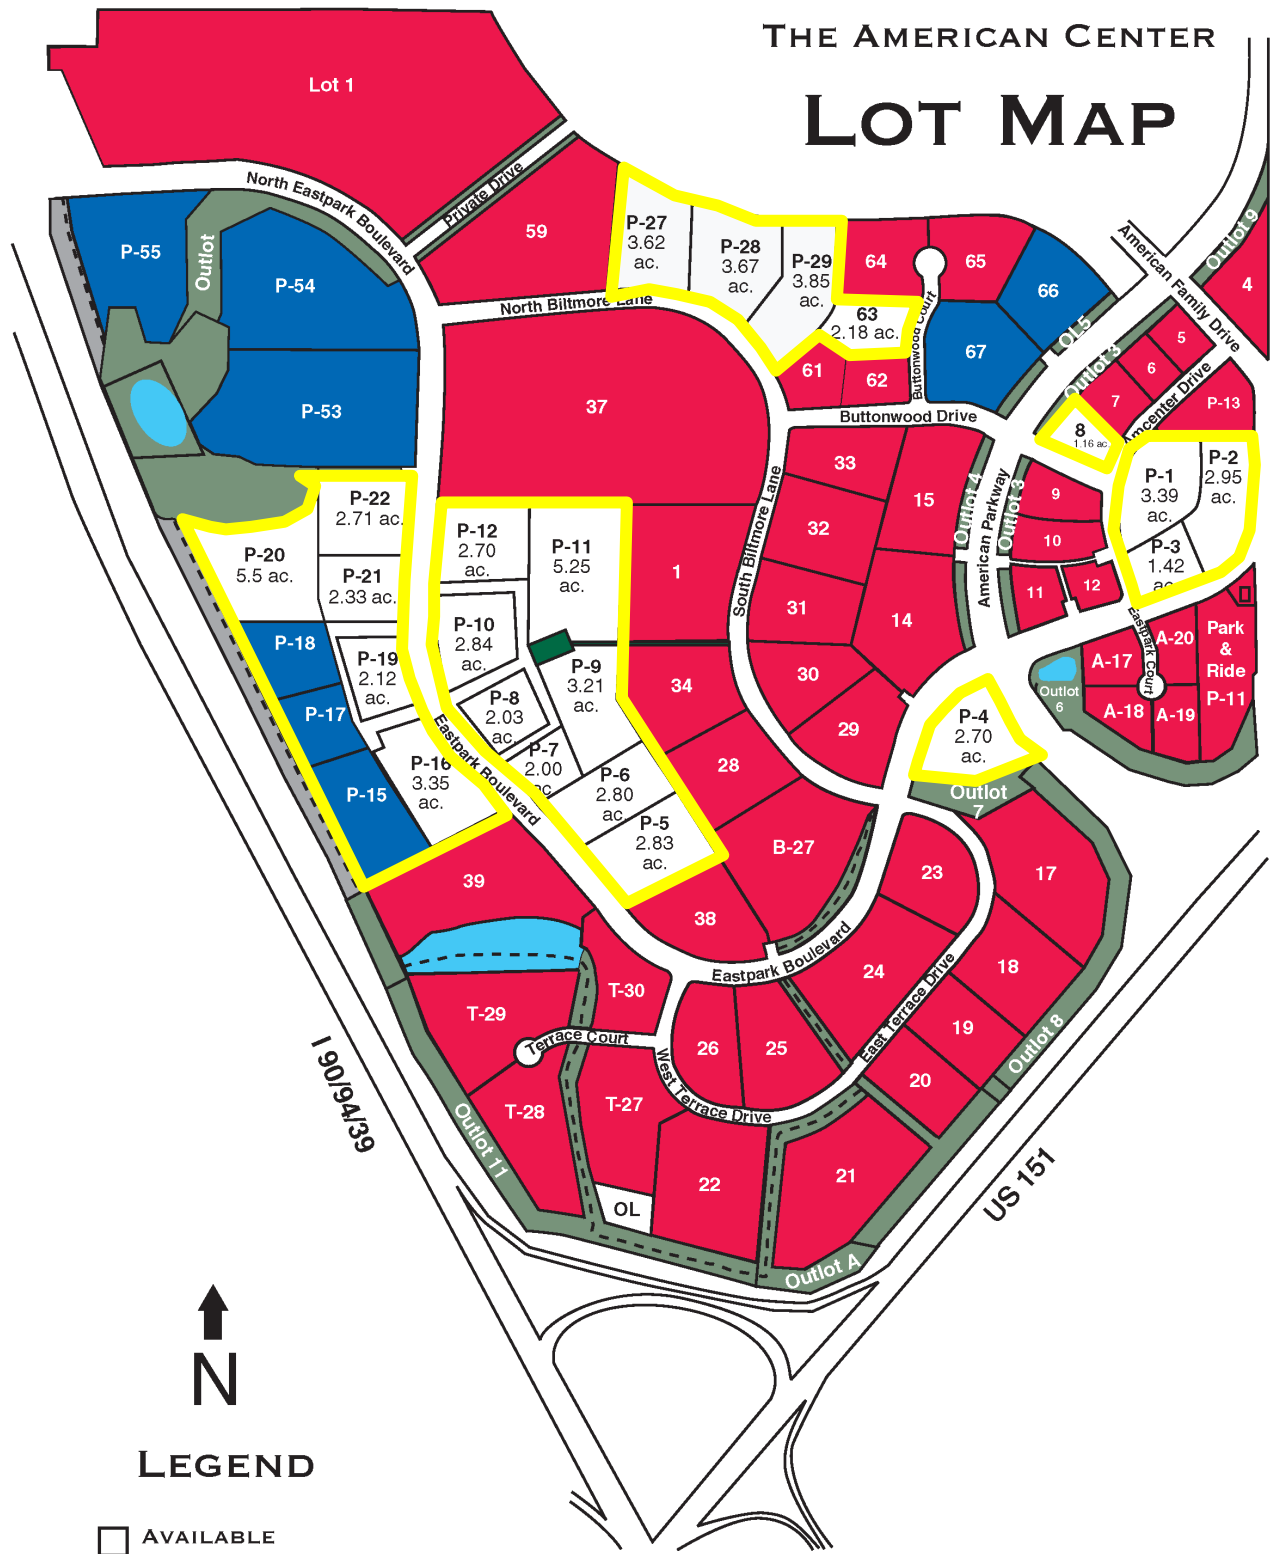 THE AMERICAN CENTER
LOT MAP
Lot 1
North Eastpark Boulevard
Private Drive
59
P-55
Outlot
P-54
P-53
P-27
3.62
ac.
P-28
3.67
ac.
P-29
3.85
ac.
64
65
66
67
63
2.18 ac.
61
62
Buttonwood Court
North Biltmore Lane
37
Buttonwood Drive
American Family Drive
Outlot 9
4
OL5
Outlot 3
5
6
7
Amcenter Drive
P-13
8
1.16 ac.
P-1
3.39
ac.
P-2
2.95
ac.
P-3
1.42
ac.
9
10
11
12
Outlot 4
American Parkway
Outlot 3
33
32
31
30
29
15
14
South Biltmore Lane
P-22
2.71 ac.
P-20
5.5 ac.
P-21
2.33 ac.
P-18
P-19
2.12
ac.
P-17
P-15
P-16
3.35
ac.
P-12
2.70
ac.
P-11
5.25
ac.
P-10
2.84
ac.
P-9
3.21
ac.
P-8
2.03
ac.
P-7
2.00
ac.
P-6
2.80
ac.
P-5
2.83
ac.
Eastpark Boulevard
1
34
28
B-27
38
39
Eastpark Court
A-20
A-17
A-18
A-19
Park
&
Ride
P-11
Outlot
6
P-4
2.70
ac.
Outlot
7
23
17
24
18
19
20
Eastpark Boulevard
East Terrace Drive
Outlot 8
T-30
T-29
Terrace Court
26
25
West Terrace Drive
T-28
T-27
22
21
OL
Outlot 11
Outlot A
I 90/94/39
US 151
N
LEGEND
AVAILABLE